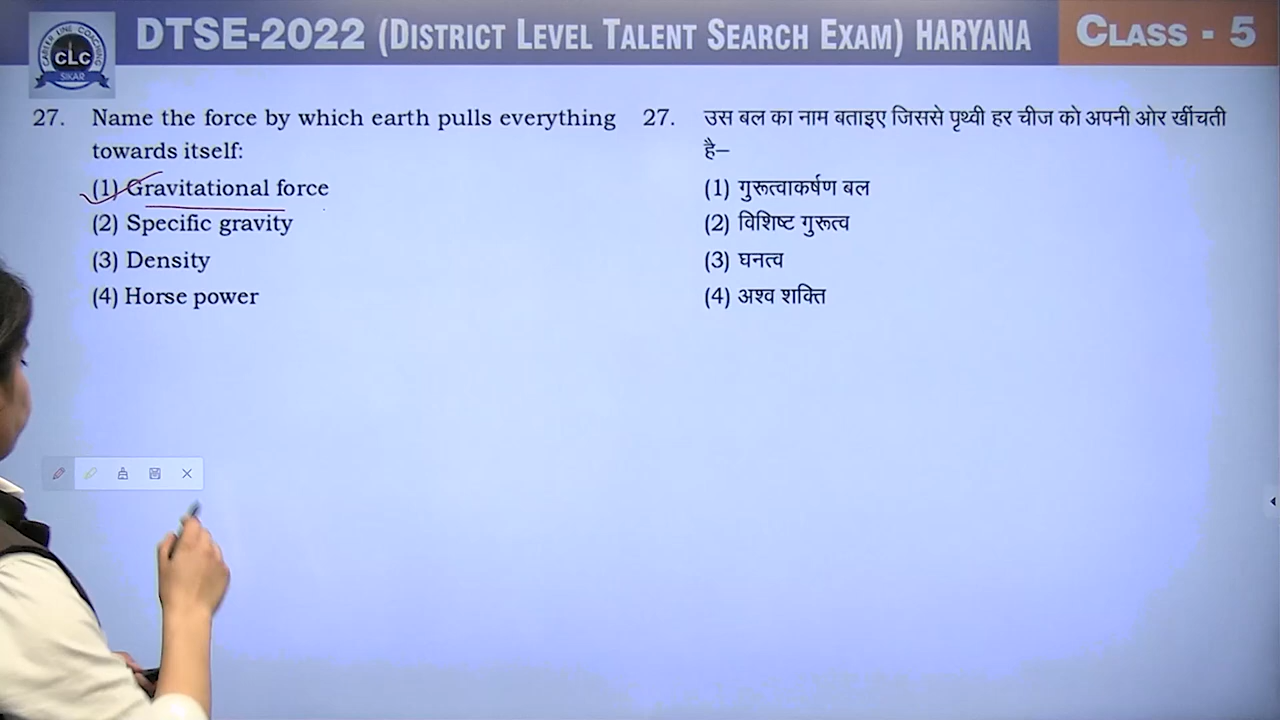 CAREER LINE COACHING
CLC
SIKAR
DTSE-2022 (DISTRICT LEVEL TALENT SEARCH EXAM) HARYANA
CLASS - 5
27. Name the force by which earth pulls everything
towards itself:
(1) Gravitational force
(2) Specific gravity
(3) Density
(4) Horse power
27. उस बल का नाम बताइए जिससे पृथ्वी हर चीज को अपनी ओर खींचती
है–
(1) गुरूत्वाकर्षण बल
(2) विशिष्ट गुरूत्व
(3) घनत्व
(4) अश्व शक्ति